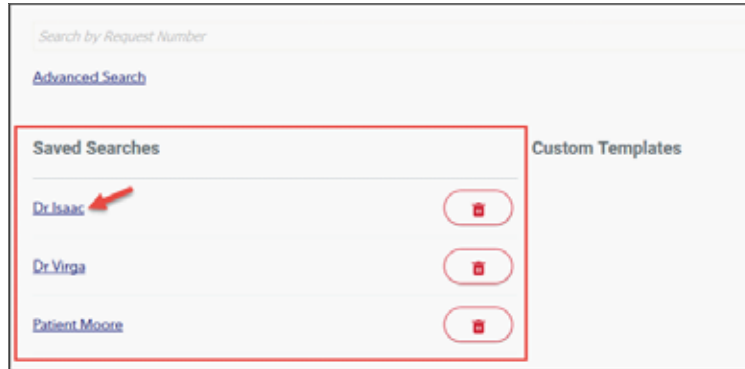 Search by Request Number
Advanced Search
Saved Searches
Custom Templates
Dr Isaac
Dr Virga
Patient Moore